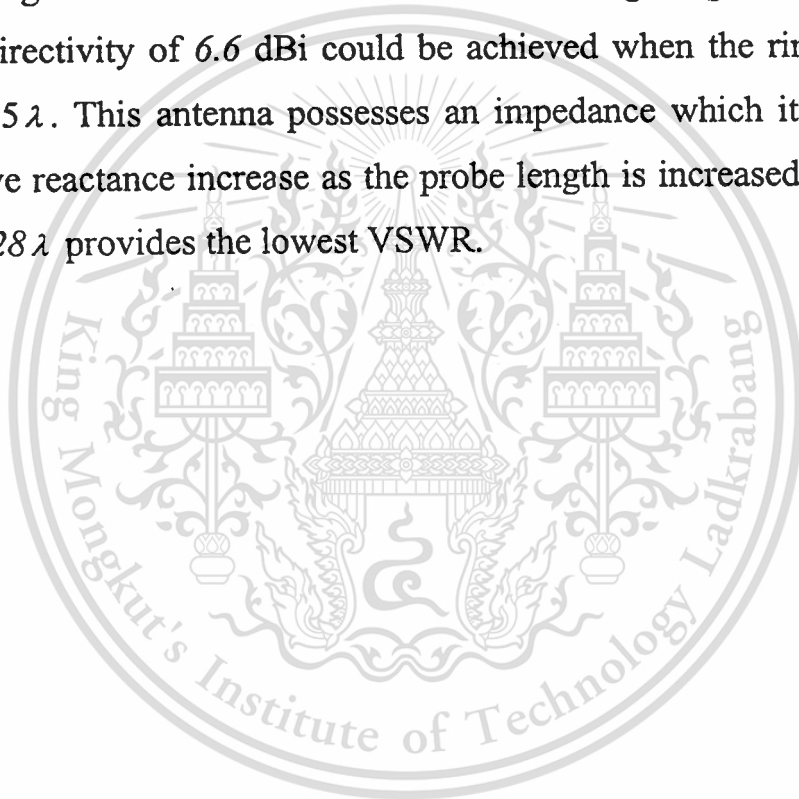 irectivity of 6.6 dBi could be achieved when the rin
5λ. This antenna possesses an impedance which it
ve reactance increase as the probe length is increased
28λ provides the lowest VSWR.
King Mongkut's Institute of Technology Ladkrabang